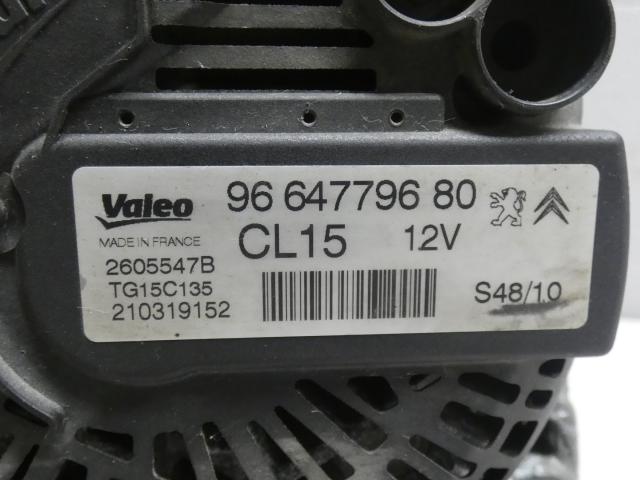 Valeo 96 647796 80
MADE IN FRANCE CL15 12V
2605547B
TG15C135
210319152
S48/10